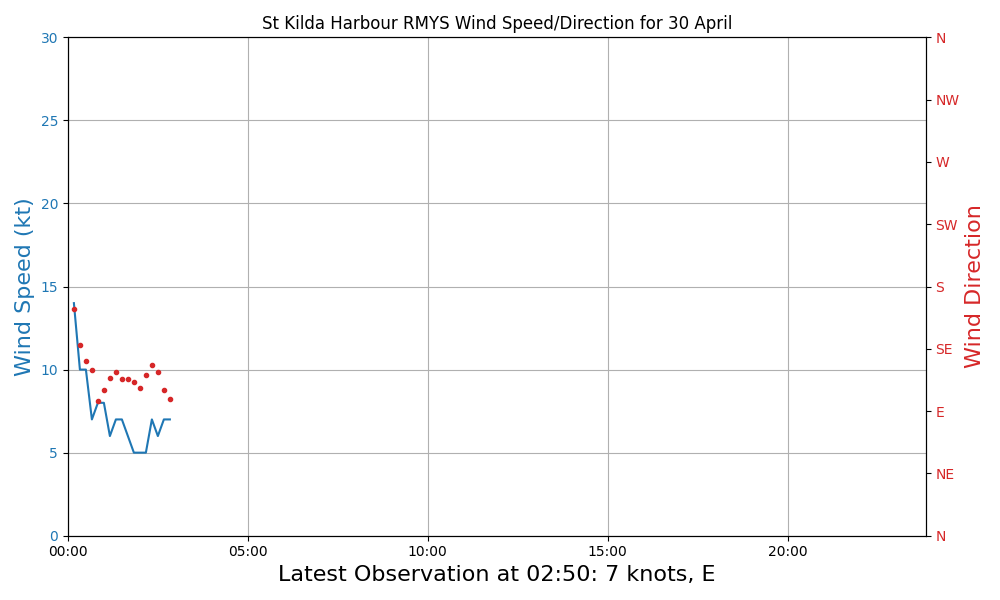 St Kilda Harbour RMYS Wind Speed/Direction for 30 April
Wind Speed (kt)
30
25
20
15
10
5
0
00:00
05:00
10:00
15:00
20:00
N
NW
W
SW
S
SE
E
NE
N
Wind Direction
Latest Observation at 02:50: 7 knots, E